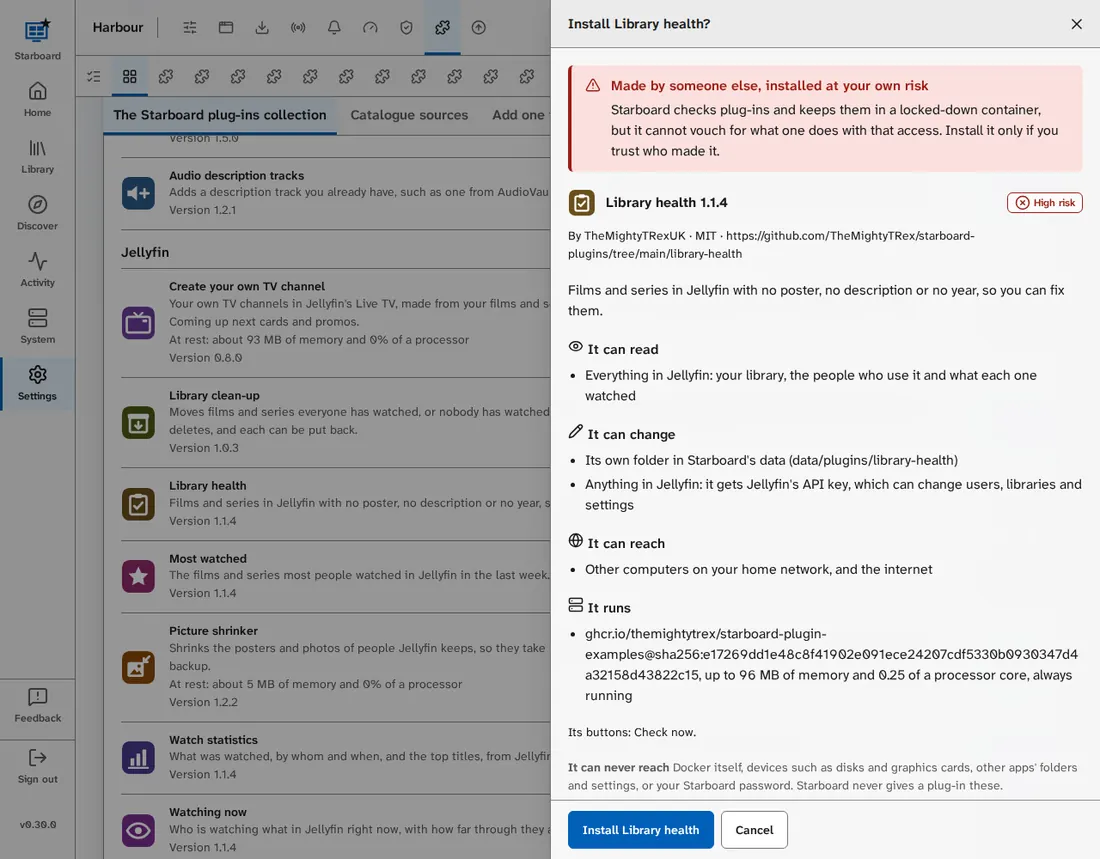 Starboard
Home
Library
Discover
Activity
System
Settings
Feedback
Sign out
v0.30.0
Harbour
The Starboard plug-ins collection
Catalogue sources
Add one
Version 1.5.0
Audio description tracks
Adds a description track you already have, such as one from AudioVau
Version 1.2.1
Jellyfin
Create your own TV channel
Your own TV channels in Jellyfin's Live TV, made from your films and s
Coming up next cards and promos.
At rest: about 93 MB of memory and 0% of a processor
Version 0.8.0
Library clean-up
Moves films and series everyone has watched, or nobody has watched
deletes, and each can be put back.
Version 1.0.3
Library health
Films and series in Jellyfin with no poster, no description or no year, s
Version 1.1.4
Most watched
The films and series most people watched in Jellyfin in the last week.
Version 1.1.4
Picture shrinker
Shrinks the posters and photos of people Jellyfin keeps, so they take
backup.
At rest: about 5 MB of memory and 0% of a processor
Version 1.2.2
Watch statistics
What was watched, by whom and when, and the top titles, from Jellyfin
Version 1.1.4
Watching now
Who is watching what in Jellyfin right now, with how far through they a
Version 1.1.4
Install Library health?
Made by someone else, installed at your own risk
Starboard checks plug-ins and keeps them in a locked-down container,
but it cannot vouch for what one does with that access. Install it only if you
trust who made it.
Library health 1.1.4
High risk
By TheMightyTRexUK · MIT · https://github.com/TheMightyTRex/starboard-
plugins/tree/main/library-health
Films and series in Jellyfin with no poster, no description or no year, so you can fix
them.
It can read
• Everything in Jellyfin: your library, the people who use it and what each one
watched
It can change
• Its own folder in Starboard's data (data/plugins/library-health)
• Anything in Jellyfin: it gets Jellyfin's API key, which can change users, libraries and
settings
It can reach
• Other computers on your home network, and the internet
It runs
• ghcr.io/themightytrex/starboard-plugin-
examples@sha256:e17269dd1e48c8f41902e091ece24207cdf5330b0930347d4
a32158d43822c15, up to 96 MB of memory and 0.25 of a processor core, always
running
Its buttons: Check now.
It can never reach Docker itself, devices such as disks and graphics cards, other apps' folders
and settings, or your Starboard password. Starboard never gives a plug-in these.
Install Library health
Cancel